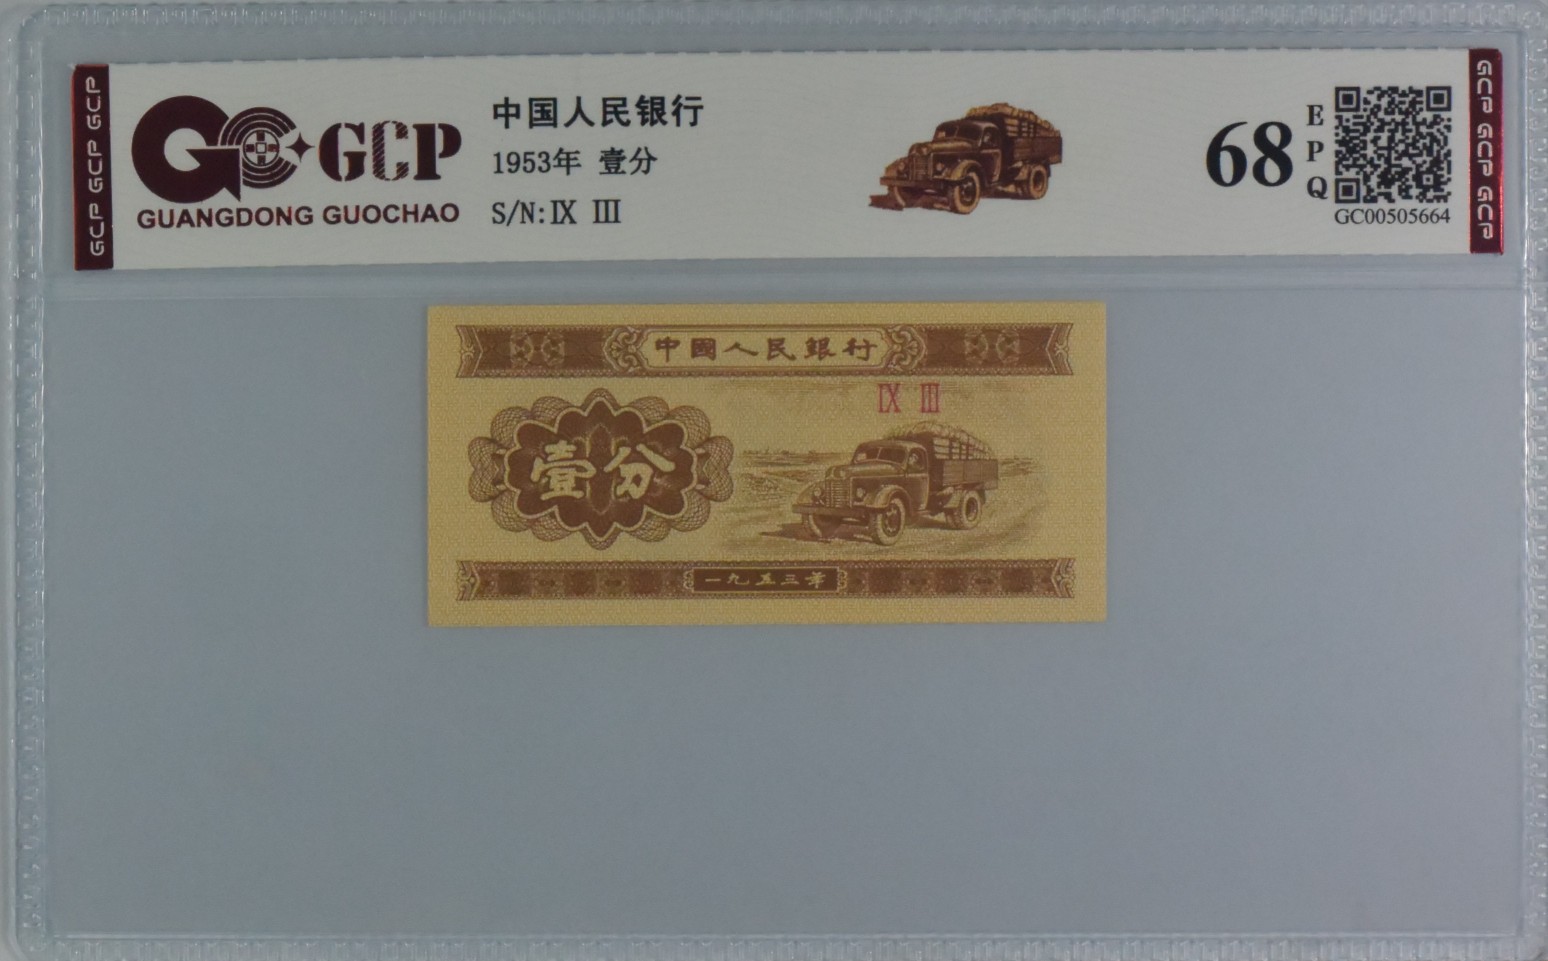 GCP GCP GCP
GCP
GUANGDONG GUOCHAO
中国人民银行
1953年 壹分
S/N:Ⅸ Ⅲ
68
E
P
Q
GC00505664
GCP GCP GCP
中國人民銀行
Ⅸ Ⅲ
壹分
一九五三年